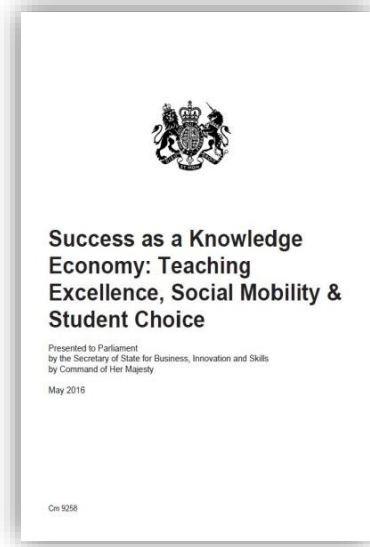 Success as a Knowledge
Economy: Teaching
Excellence, Social Mobility &
Student Choice
Presented to Parliament
by the Secretary of State for Business, Innovation and Skills
by Command of Her Majesty
May 2016
Cm 9258